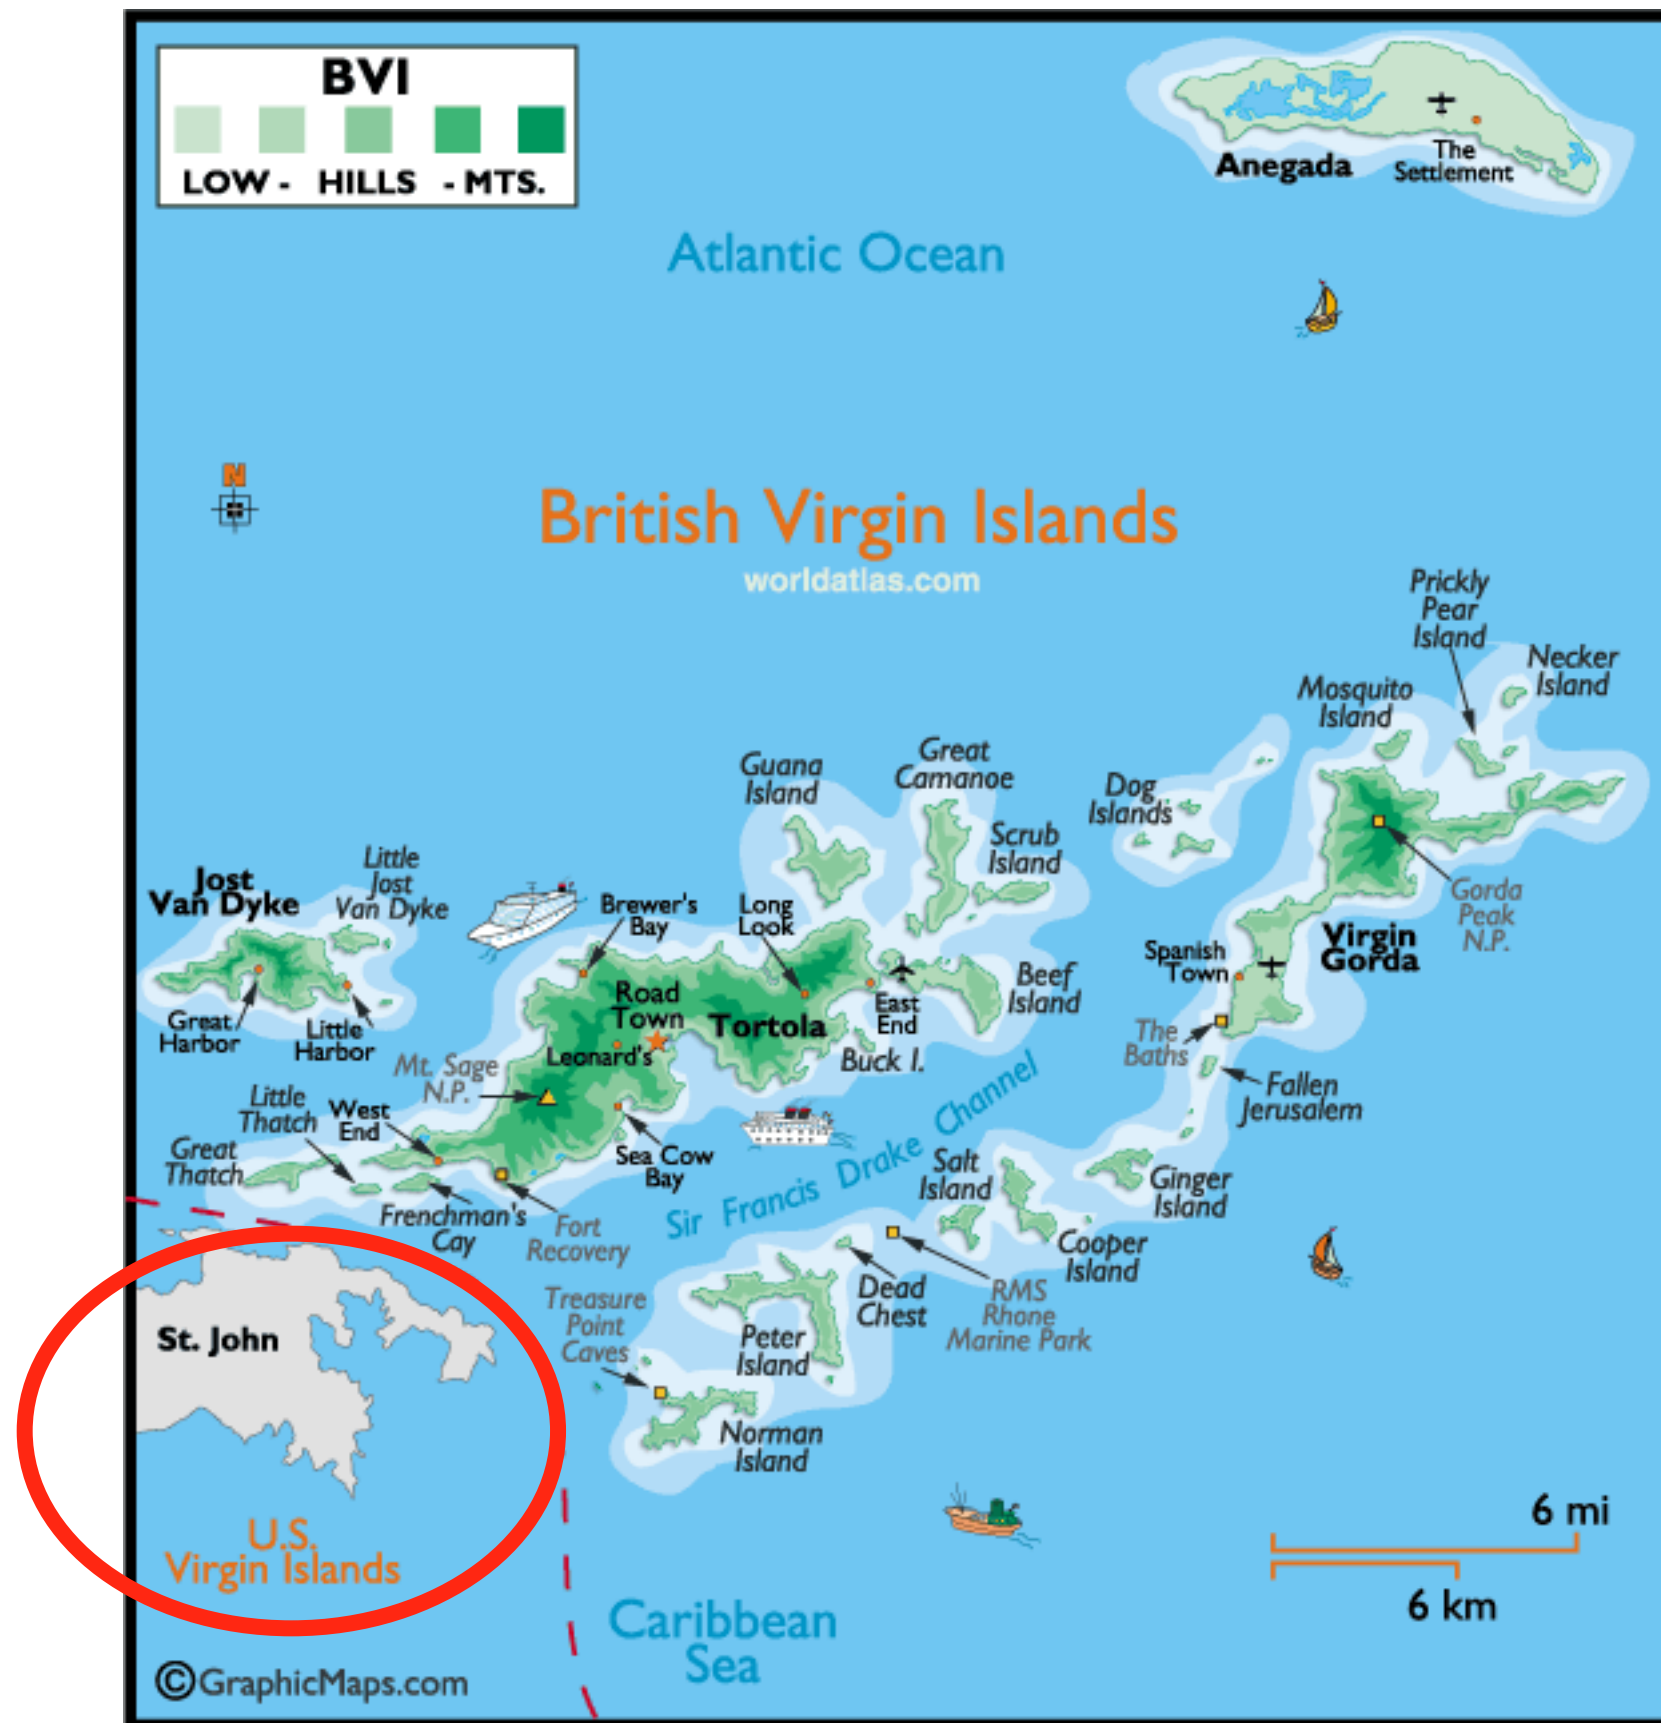 BVI
LOW - HILLS - MTS.
Anegada
The
Settlement
Atlantic Ocean
N
British Virgin Islands
worldatlas.com
Prickly
Pear
Island
Necker
Island
Mosquito
Island
Guana
Island
Great
Camanoe
Dog
Islands
Scrub
Island
Jost
Van Dyke
Little
Jost
Van Dyke
Brewer's
Bay
Long
Look
Gorda
Peak
N.P.
Virgin
Gorda
Spanish
Town
Beef
Island
Road
Town
Tortola
East
End
Great
Harbor
Little
Harbor
Leonard's
Buck I.
The
Baths
Mt. Sage
N.P.
Fallen
Jerusalem
Little
Thatch
West
End
Great
Thatch
Sea Cow
Bay
Sir Francis Drake Channel
Salt
Island
Ginger
Island
Frenchman's
Cay
Fort
Recovery
Cooper
Island
Treasure
Point
Caves
Dead
Chest
RMS
Rhone
Marine Park
St. John
Peter
Island
Norman
Island
U.S.
Virgin Islands
6 mi
6 km
Caribbean
Sea
©GraphicMaps.com